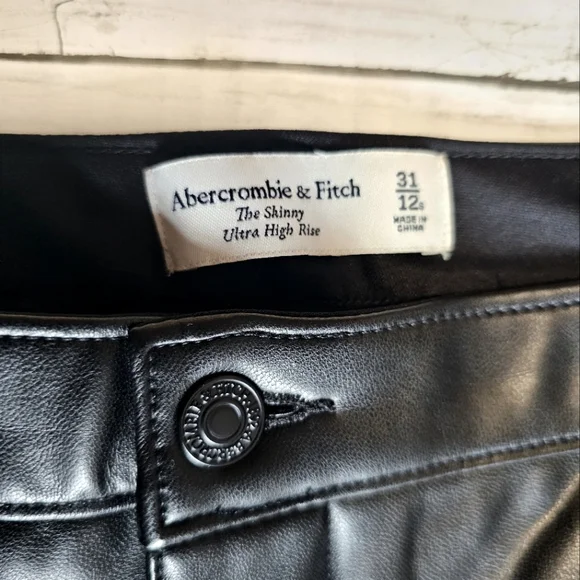 Abercrombie & Fitch
The Skinny
Ultra High Rise
31
12s
MADE IN
CHINA